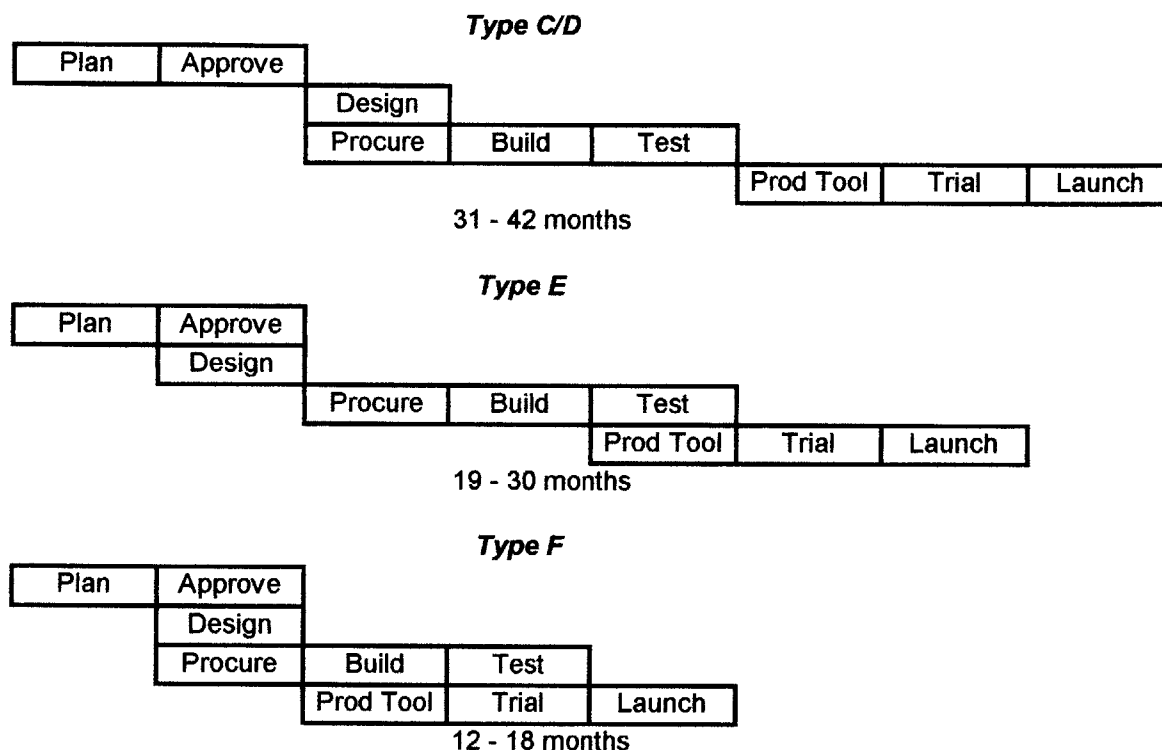 Type C/D
Plan Approve
Design
Procure Build Test
Prod Tool Trial Launch
31 - 42 months
Type E
Plan Approve
Design
Procure Build Test
Prod Tool Trial Launch
19 - 30 months
Type F
Plan Approve
Design
Procure Build Test
Prod Tool Trial Launch
12 - 18 months